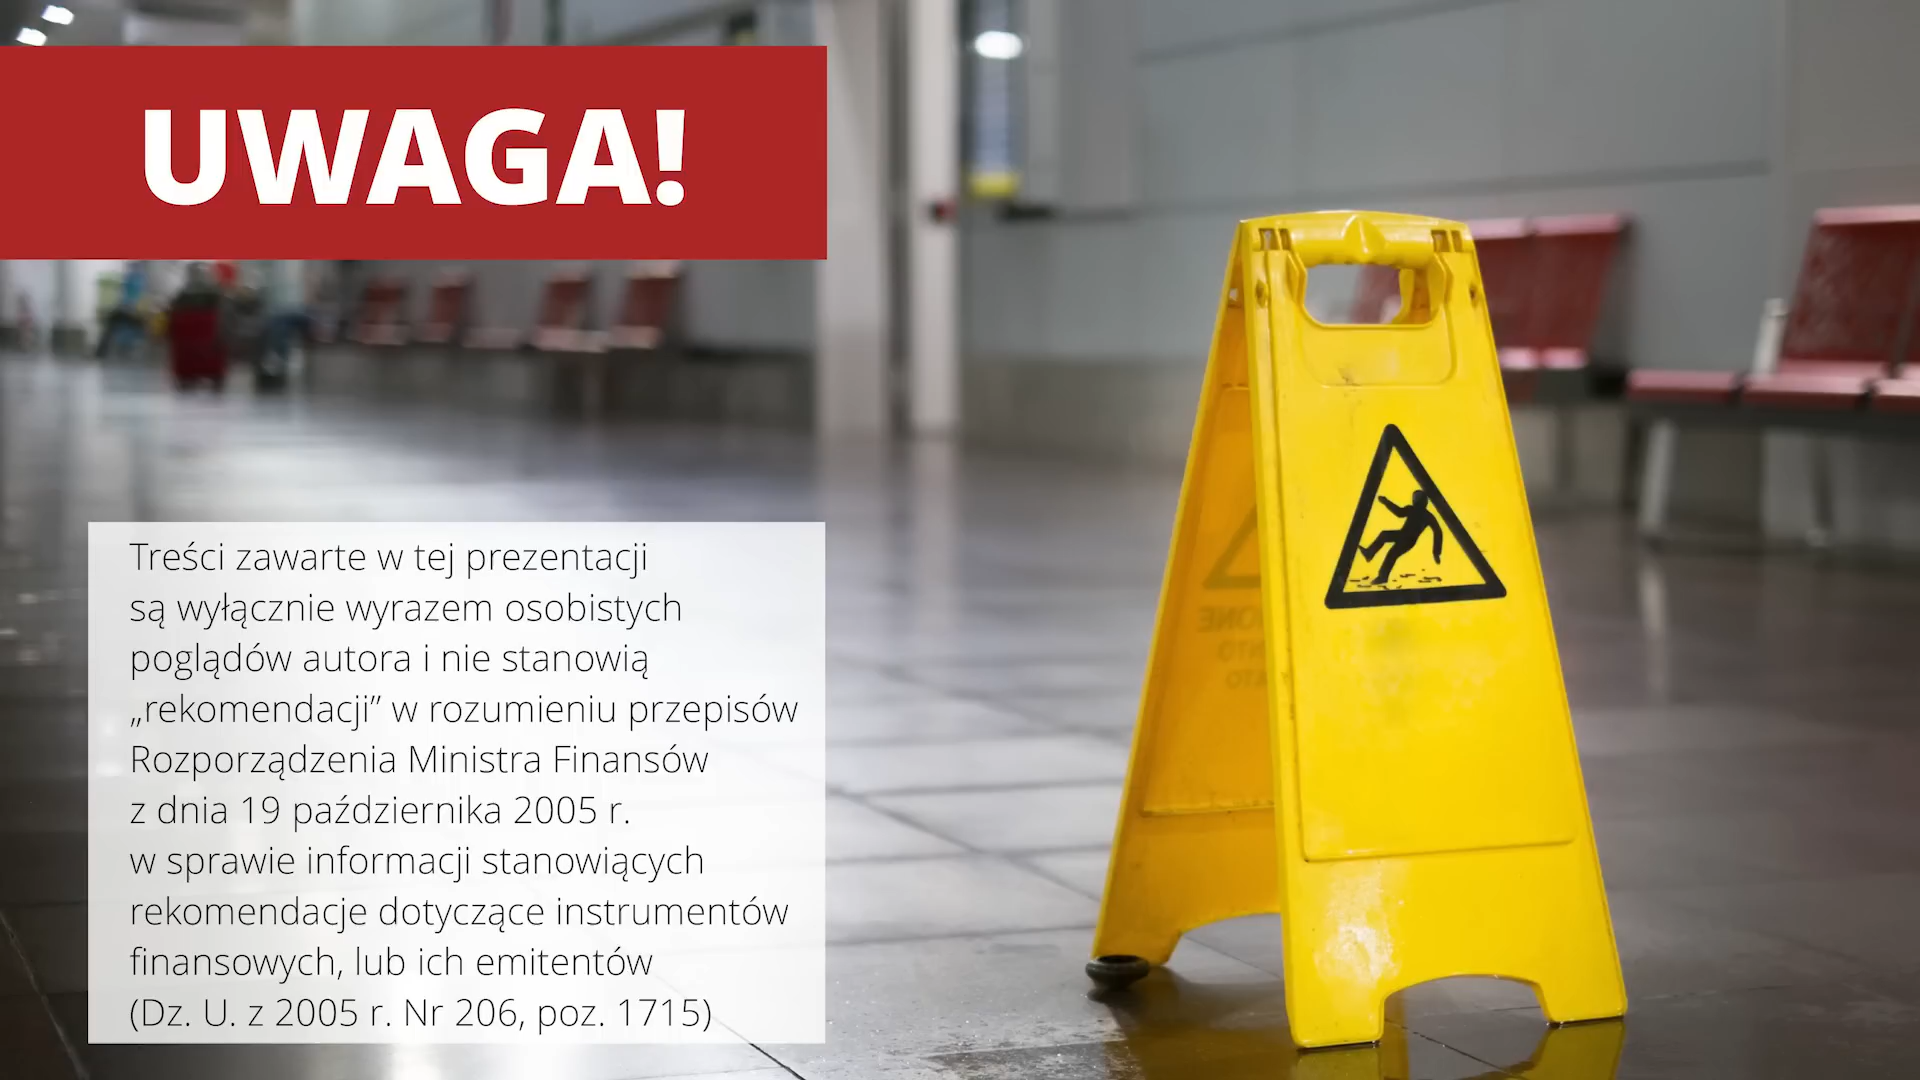 UWAGA!
Treści zawarte w tej prezentacji
są wyłącznie wyrazem osobistych
poglądów autora i nie stanowią
„rekomendacji” w rozumieniu przepisów
Rozporządzenia Ministra Finansów
z dnia 19 października 2005 r.
w sprawie informacji stanowiących
rekomendacje dotyczące instrumentów
finansowych, lub ich emitentów
(Dz. U. z 2005 r. Nr 206, poz. 1715)